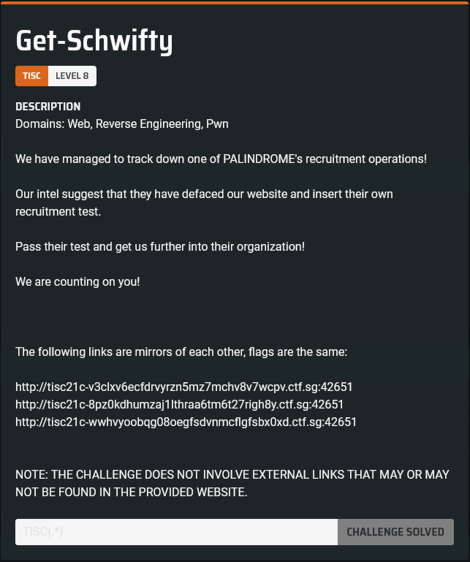 Get-Schwifty
TISC LEVEL 8
DESCRIPTION
Domains: Web, Reverse Engineering, Pwn
We have managed to track down one of PALINDROME's recruitment operations!
Our intel suggest that they have defaced our website and insert their own
recruitment test.
Pass their test and get us further into their organization!
We are counting on you!
The following links are mirrors of each other, flags are the same:
http://tisc21c-v3clxv6ecfdrvyrzn5mz7mchv8v7wcpv.ctf.sg:42651
http://tisc21c-8pz0kdhumzaj1lthraa6tm6t27righ8y.ctf.sg:42651
http://tisc21c-wwhvyoobqg08oegfsdvnmcflgfsbx0xd.ctf.sg:42651
NOTE: THE CHALLENGE DOES NOT INVOLVE EXTERNAL LINKS THAT MAY OR MAY
NOT BE FOUND IN THE PROVIDED WEBSITE.
TISC{.*} CHALLENGE SOLVED